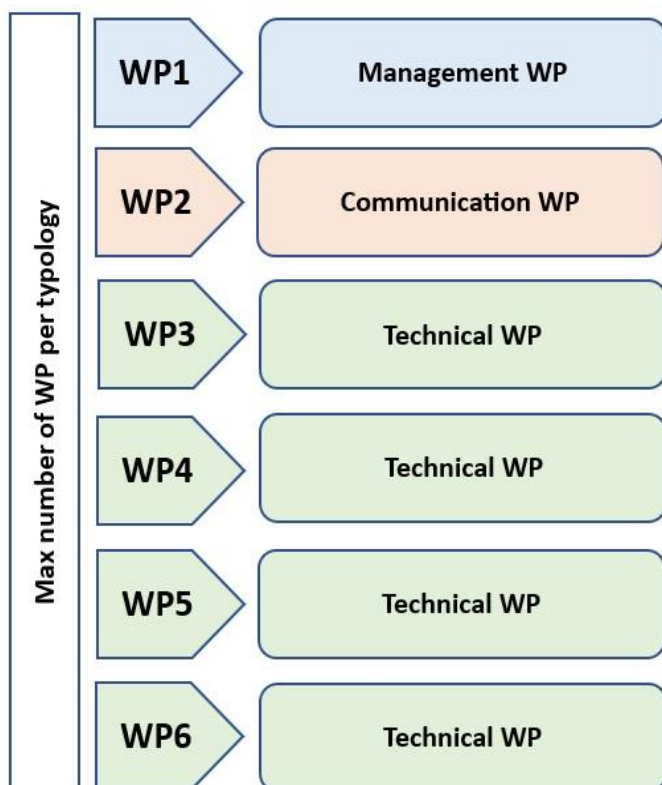 Max number of WP per typology
WP1
Management WP
WP2
Communication WP
WP3
Technical WP
WP4
Technical WP
WP5
Technical WP
WP6
Technical WP